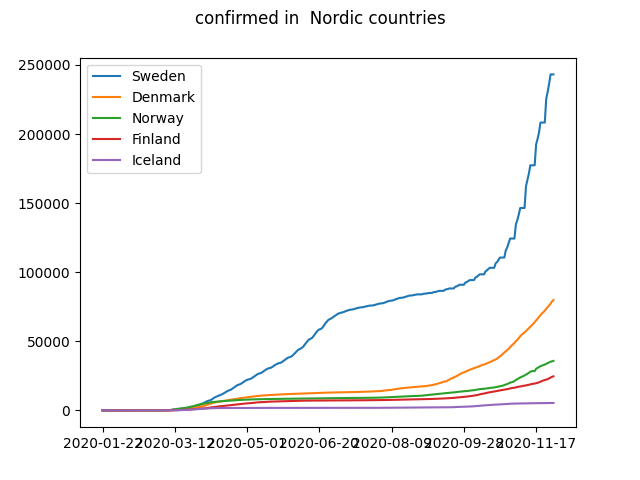 confirmed in  Nordic countries
250000
200000
150000
100000
50000
0
Sweden
Denmark
Norway
Finland
Iceland
2020-01-22 2020-03-12 2020-05-01 2020-06-20 2020-08-09 2020-09-28 2020-11-17